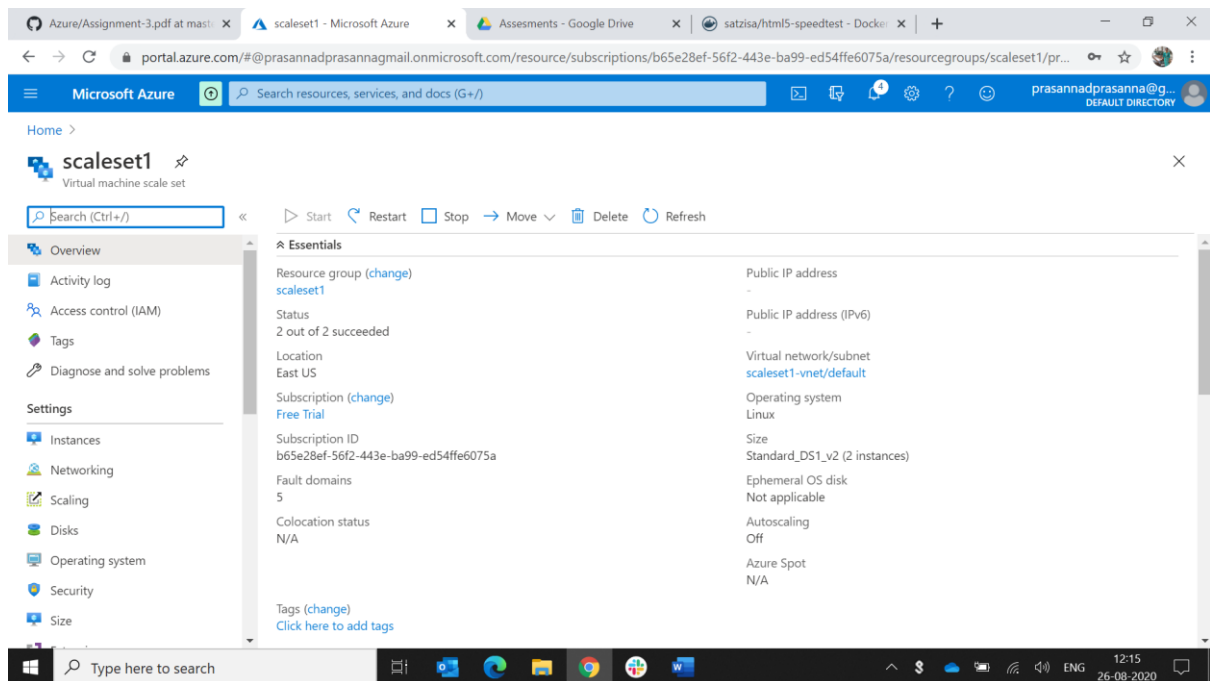 Azure/Assignment-3.pdf at mast
scaleset1 - Microsoft Azure
Assesments - Google Drive
satzisa/html5-speedtest - Docker
portal.azure.com/#@prasannadprasannagmail.onmicrosoft.com/resource/subscriptions/b65e28ef-56f2-443e-ba99-ed54ffe6075a/resourcegroups/scaleset1/pr...
Microsoft Azure
Search resources, services, and docs (G+/)
4
prasannadprasanna@g...
DEFAULT DIRECTORY
Home >
scaleset1
Virtual machine scale set
Search (Ctrl+/)
«
Start
Restart
Stop
Move
Delete
Refresh
Overview
Activity log
Access control (IAM)
Tags
Diagnose and solve problems
Settings
Instances
Networking
Scaling
Disks
Operating system
Security
Size
Essentials
Resource group (change)
scaleset1
Status
2 out of 2 succeeded
Location
East US
Subscription (change)
Free Trial
Subscription ID
b65e28ef-56f2-443e-ba99-ed54ffe6075a
Fault domains
5
Colocation status
N/A
Tags (change)
Click here to add tags
Public IP address
-
Public IP address (IPv6)
-
Virtual network/subnet
scaleset1-vnet/default
Operating system
Linux
Size
Standard_DS1_v2 (2 instances)
Ephemeral OS disk
Not applicable
Autoscaling
Off
Azure Spot
N/A
Type here to search
ENG
12:15
26-08-2020